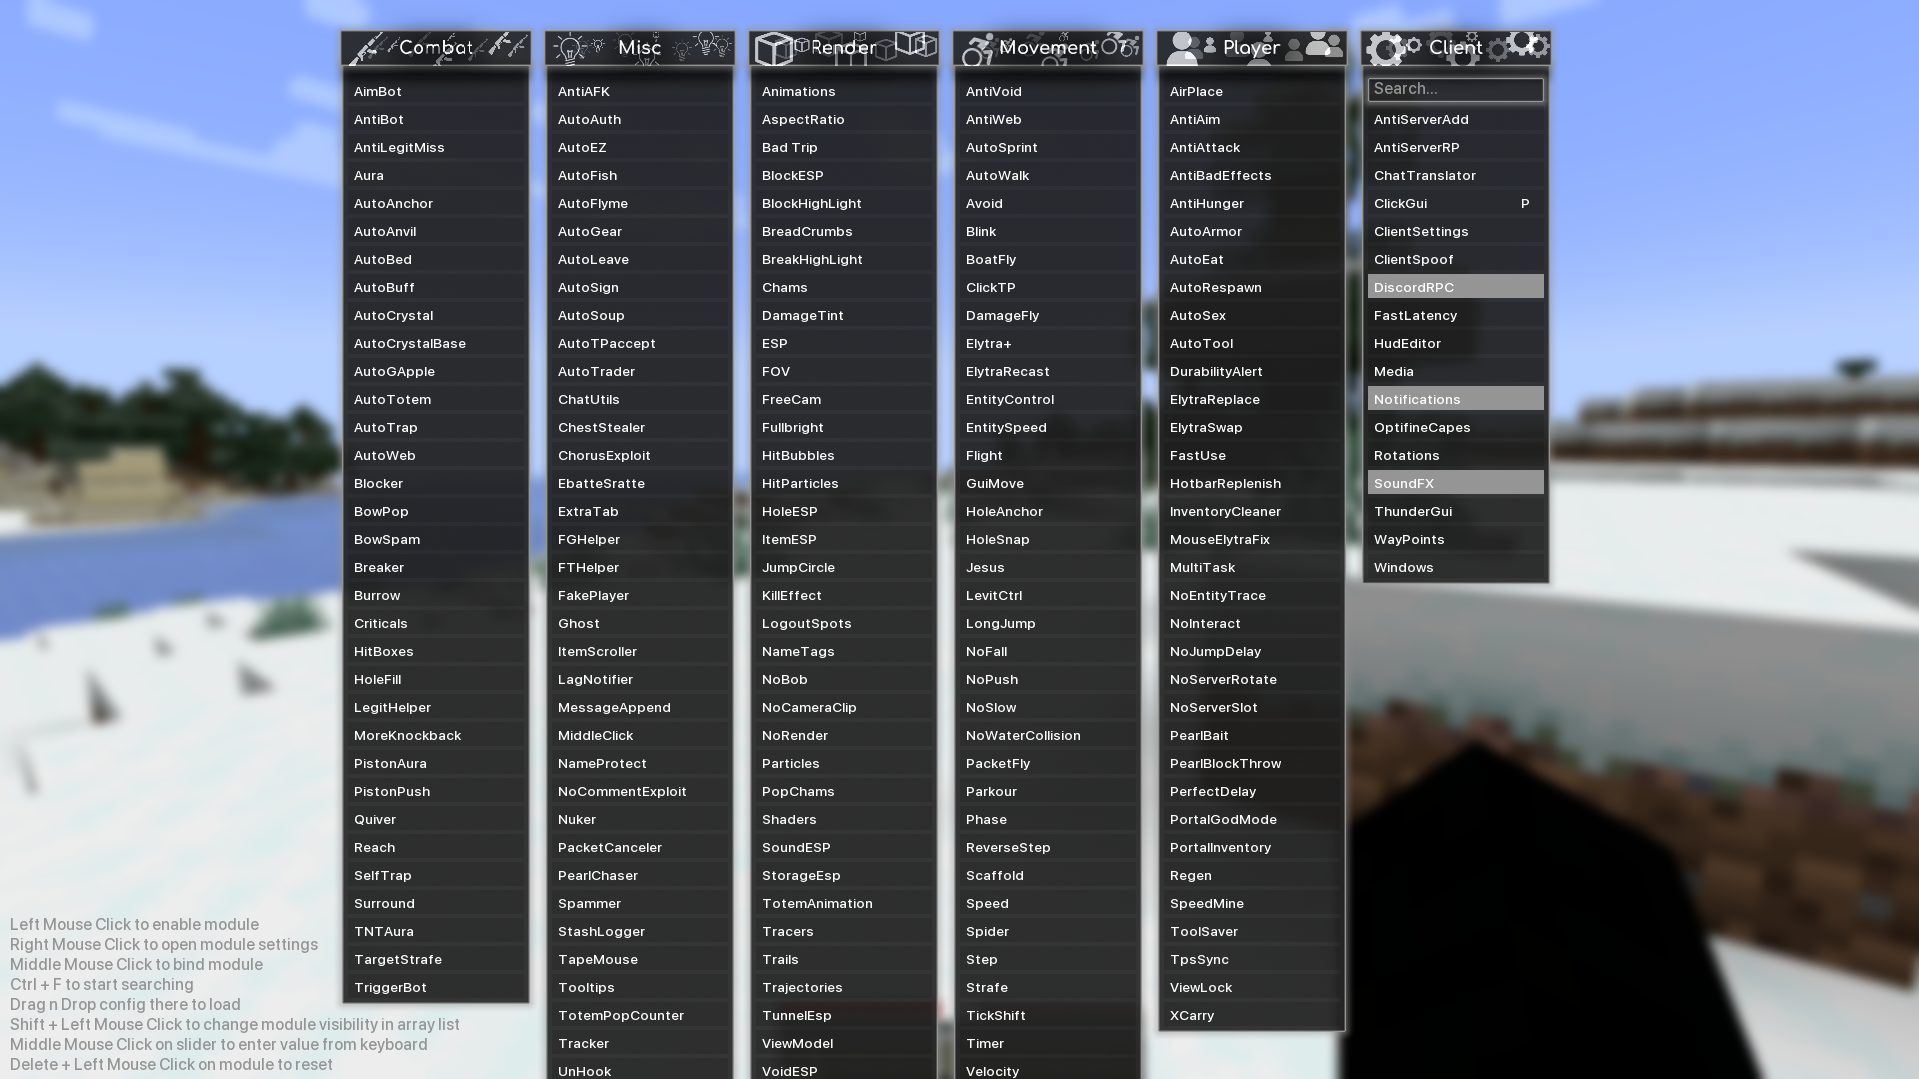 Combat
AimBot
AntiBot
AntiLegitMiss
Aura
AutoAnchor
AutoAnvil
AutoBed
AutoBuff
AutoCrystal
AutoCrystalBase
AutoGApple
AutoTotem
AutoTrap
AutoWeb
Blocker
BowPop
BowSpam
Breaker
Burrow
Criticals
HitBoxes
HoleFill
LegitHelper
MoreKnockback
PistonAura
PistonPush
Quiver
Reach
SelfTrap
Surround
TNTAura
TargetStrafe
TriggerBot
Misc
AntiAFK
AutoAuth
AutoEZ
AutoFish
AutoFlyme
AutoGear
AutoLeave
AutoSign
AutoSoup
AutoTPaccept
AutoTrader
ChatUtils
ChestStealer
ChorusExploit
EbatteSratte
ExtraTab
FGHelper
FTHelper
FakePlayer
Ghost
ItemScroller
LagNotifier
MessageAppend
MiddleClick
NameProtect
NoCommentExploit
Nuker
PacketCanceler
PearlChaser
Spammer
StashLogger
TapeMouse
Tooltips
TotemPopCounter
Tracker
UnHook
Render
Animations
AspectRatio
Bad Trip
BlockESP
BlockHighLight
BreadCrumbs
BreakHighLight
Chams
DamageTint
ESP
FOV
FreeCam
Fullbright
HitBubbles
HitParticles
HoleESP
ItemESP
JumpCircle
KillEffect
LogoutSpots
NameTags
NoBob
NoCameraClip
NoRender
Particles
PopChams
Shaders
SoundESP
StorageEsp
TotemAnimation
Tracers
Trails
Trajectories
TunnelEsp
ViewModel
VoidESP
Movement
AntiVoid
AntiWeb
AutoSprint
AutoWalk
Avoid
Blink
BoatFly
ClickTP
DamageFly
Elytra+
ElytraRecast
EntityControl
EntitySpeed
Flight
GuiMove
HoleAnchor
HoleSnap
Jesus
LevitCtrl
LongJump
NoFall
NoPush
NoSlow
NoWaterCollision
PacketFly
Parkour
Phase
ReverseStep
Scaffold
Speed
Spider
Step
Strafe
TickShift
Timer
Velocity
Player
AirPlace
AntiAim
AntiAttack
AntiBadEffects
AntiHunger
AutoArmor
AutoEat
AutoRespawn
AutoSex
AutoTool
DurabilityAlert
ElytraReplace
ElytraSwap
FastUse
HotbarReplenish
InventoryCleaner
MouseElytraFix
MultiTask
NoEntityTrace
NoInteract
NoJumpDelay
NoServerRotate
NoServerSlot
PearlBait
PearlBlockThrow
PerfectDelay
PortalGodMode
PortalInventory
Regen
SpeedMine
ToolSaver
TpsSync
ViewLock
XCarry
Client
Search...
AntiServerAdd
AntiServerRP
ChatTranslator
ClickGui P
ClientSettings
ClientSpoof
DiscordRPC
FastLatency
HudEditor
Media
Notifications
OptifineCapes
Rotations
SoundFX
ThunderGui
WayPoints
Windows
Left Mouse Click to enable module
Right Mouse Click to open module settings
Middle Mouse Click to bind module
Ctrl + F to start searching
Drag n Drop config there to load
Shift + Left Mouse Click to change module visibility in array list
Middle Mouse Click on slider to enter value from keyboard
Delete + Left Mouse Click on module to reset